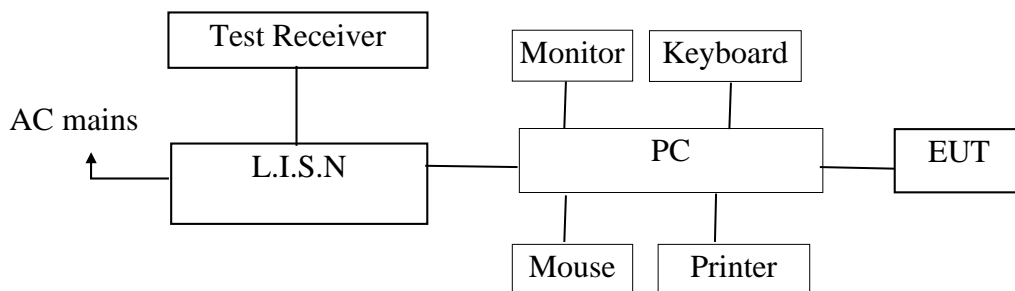 Test Receiver
Monitor
Keyboard
AC mains
L.I.S.N
PC
EUT
Mouse
Printer